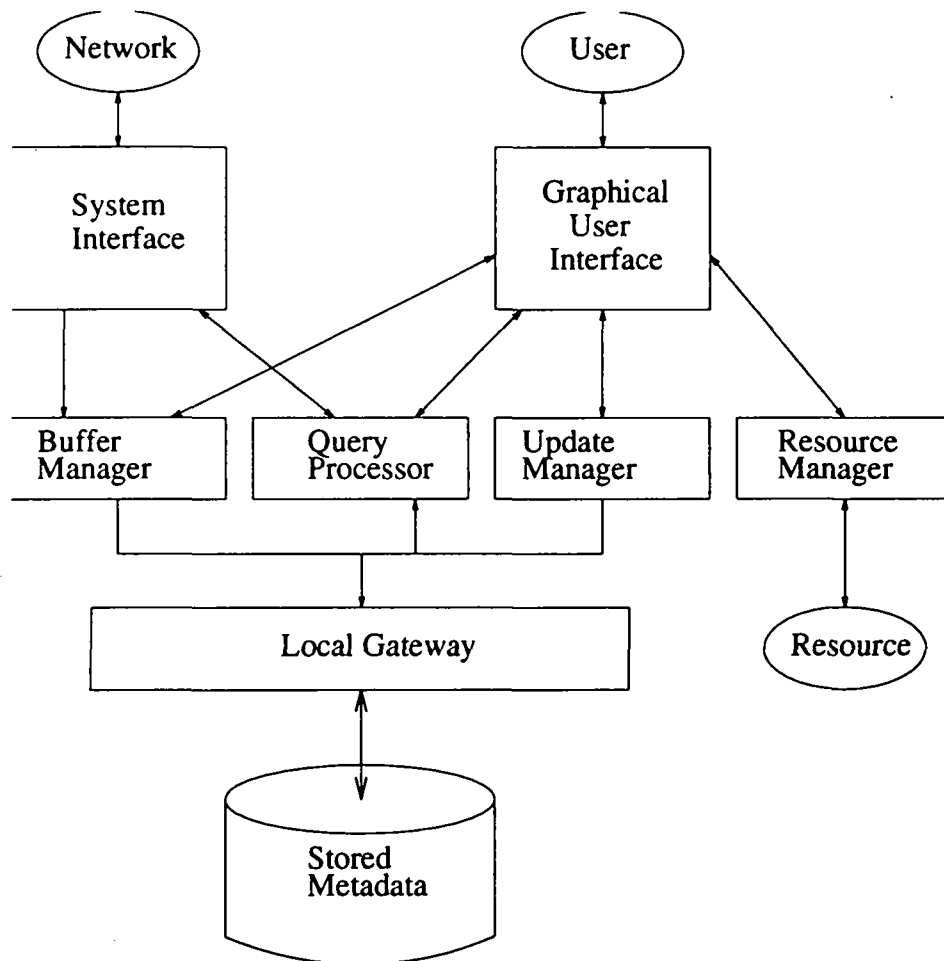 Network
User
System
Interface
Graphical
User
Interface
Buffer
Manager
Query
Processor
Update
Manager
Resource
Manager
Local Gateway
Resource
Stored
Metadata